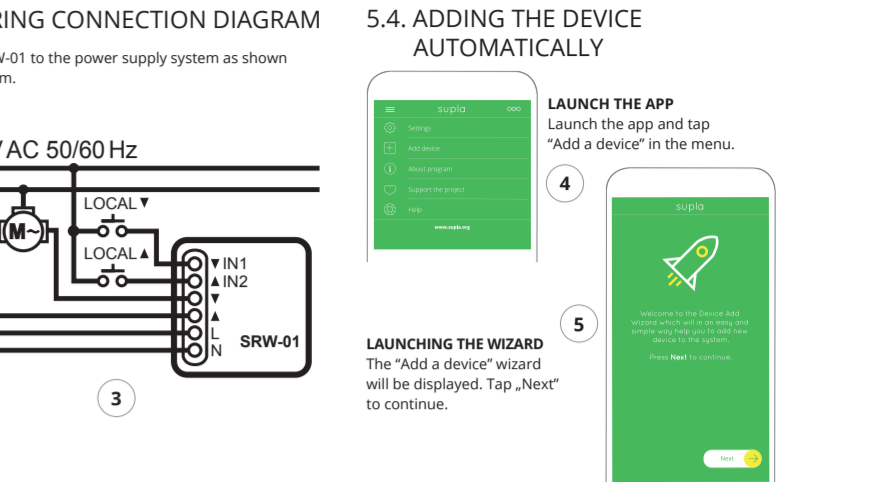 RING CONNECTION DIAGRAM
W-01 to the power supply system as shown
m.
AC 50/60 Hz
LOCAL ▼
M~
LOCAL ▲
▼ IN1
▲ IN2
▼
▲
L
N
SRW-01
3
5.4. ADDING THE DEVICE
AUTOMATICALLY
supla
Settings
Add device
About program
Support the project
Help
www.supla.org
LAUNCH THE APP
Launch the app and tap
“Add a device” in the menu.
4
LAUNCHING THE WIZARD
The “Add a device” wizard
will be displayed. Tap „Next”
to continue.
5
supla
Welcome to the Device Add
Wizard which will in an easy and
simple way help you to add new
device to the system.
Press Next to continue.
Next